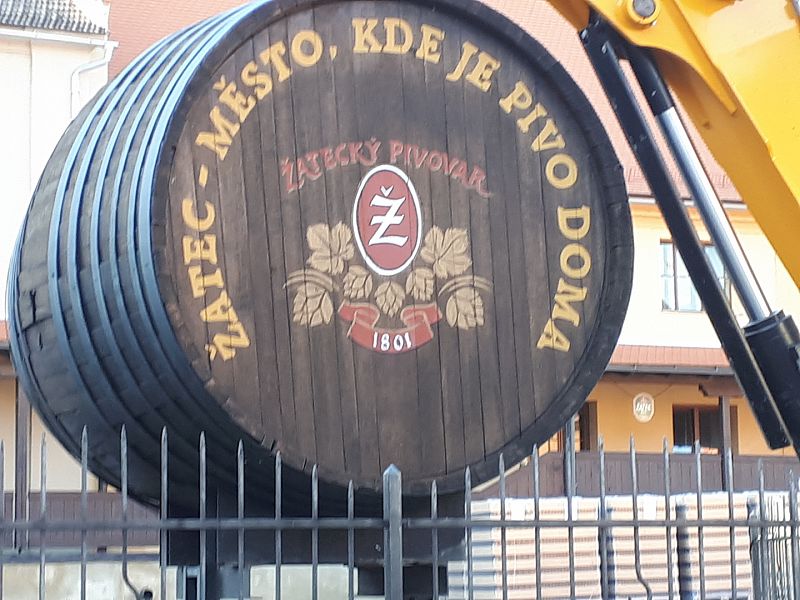 ŽATEC - MĚSTO, KDE JE PIVO DOMA
ŽATECKÝ PIVOVAR
Ž
1801